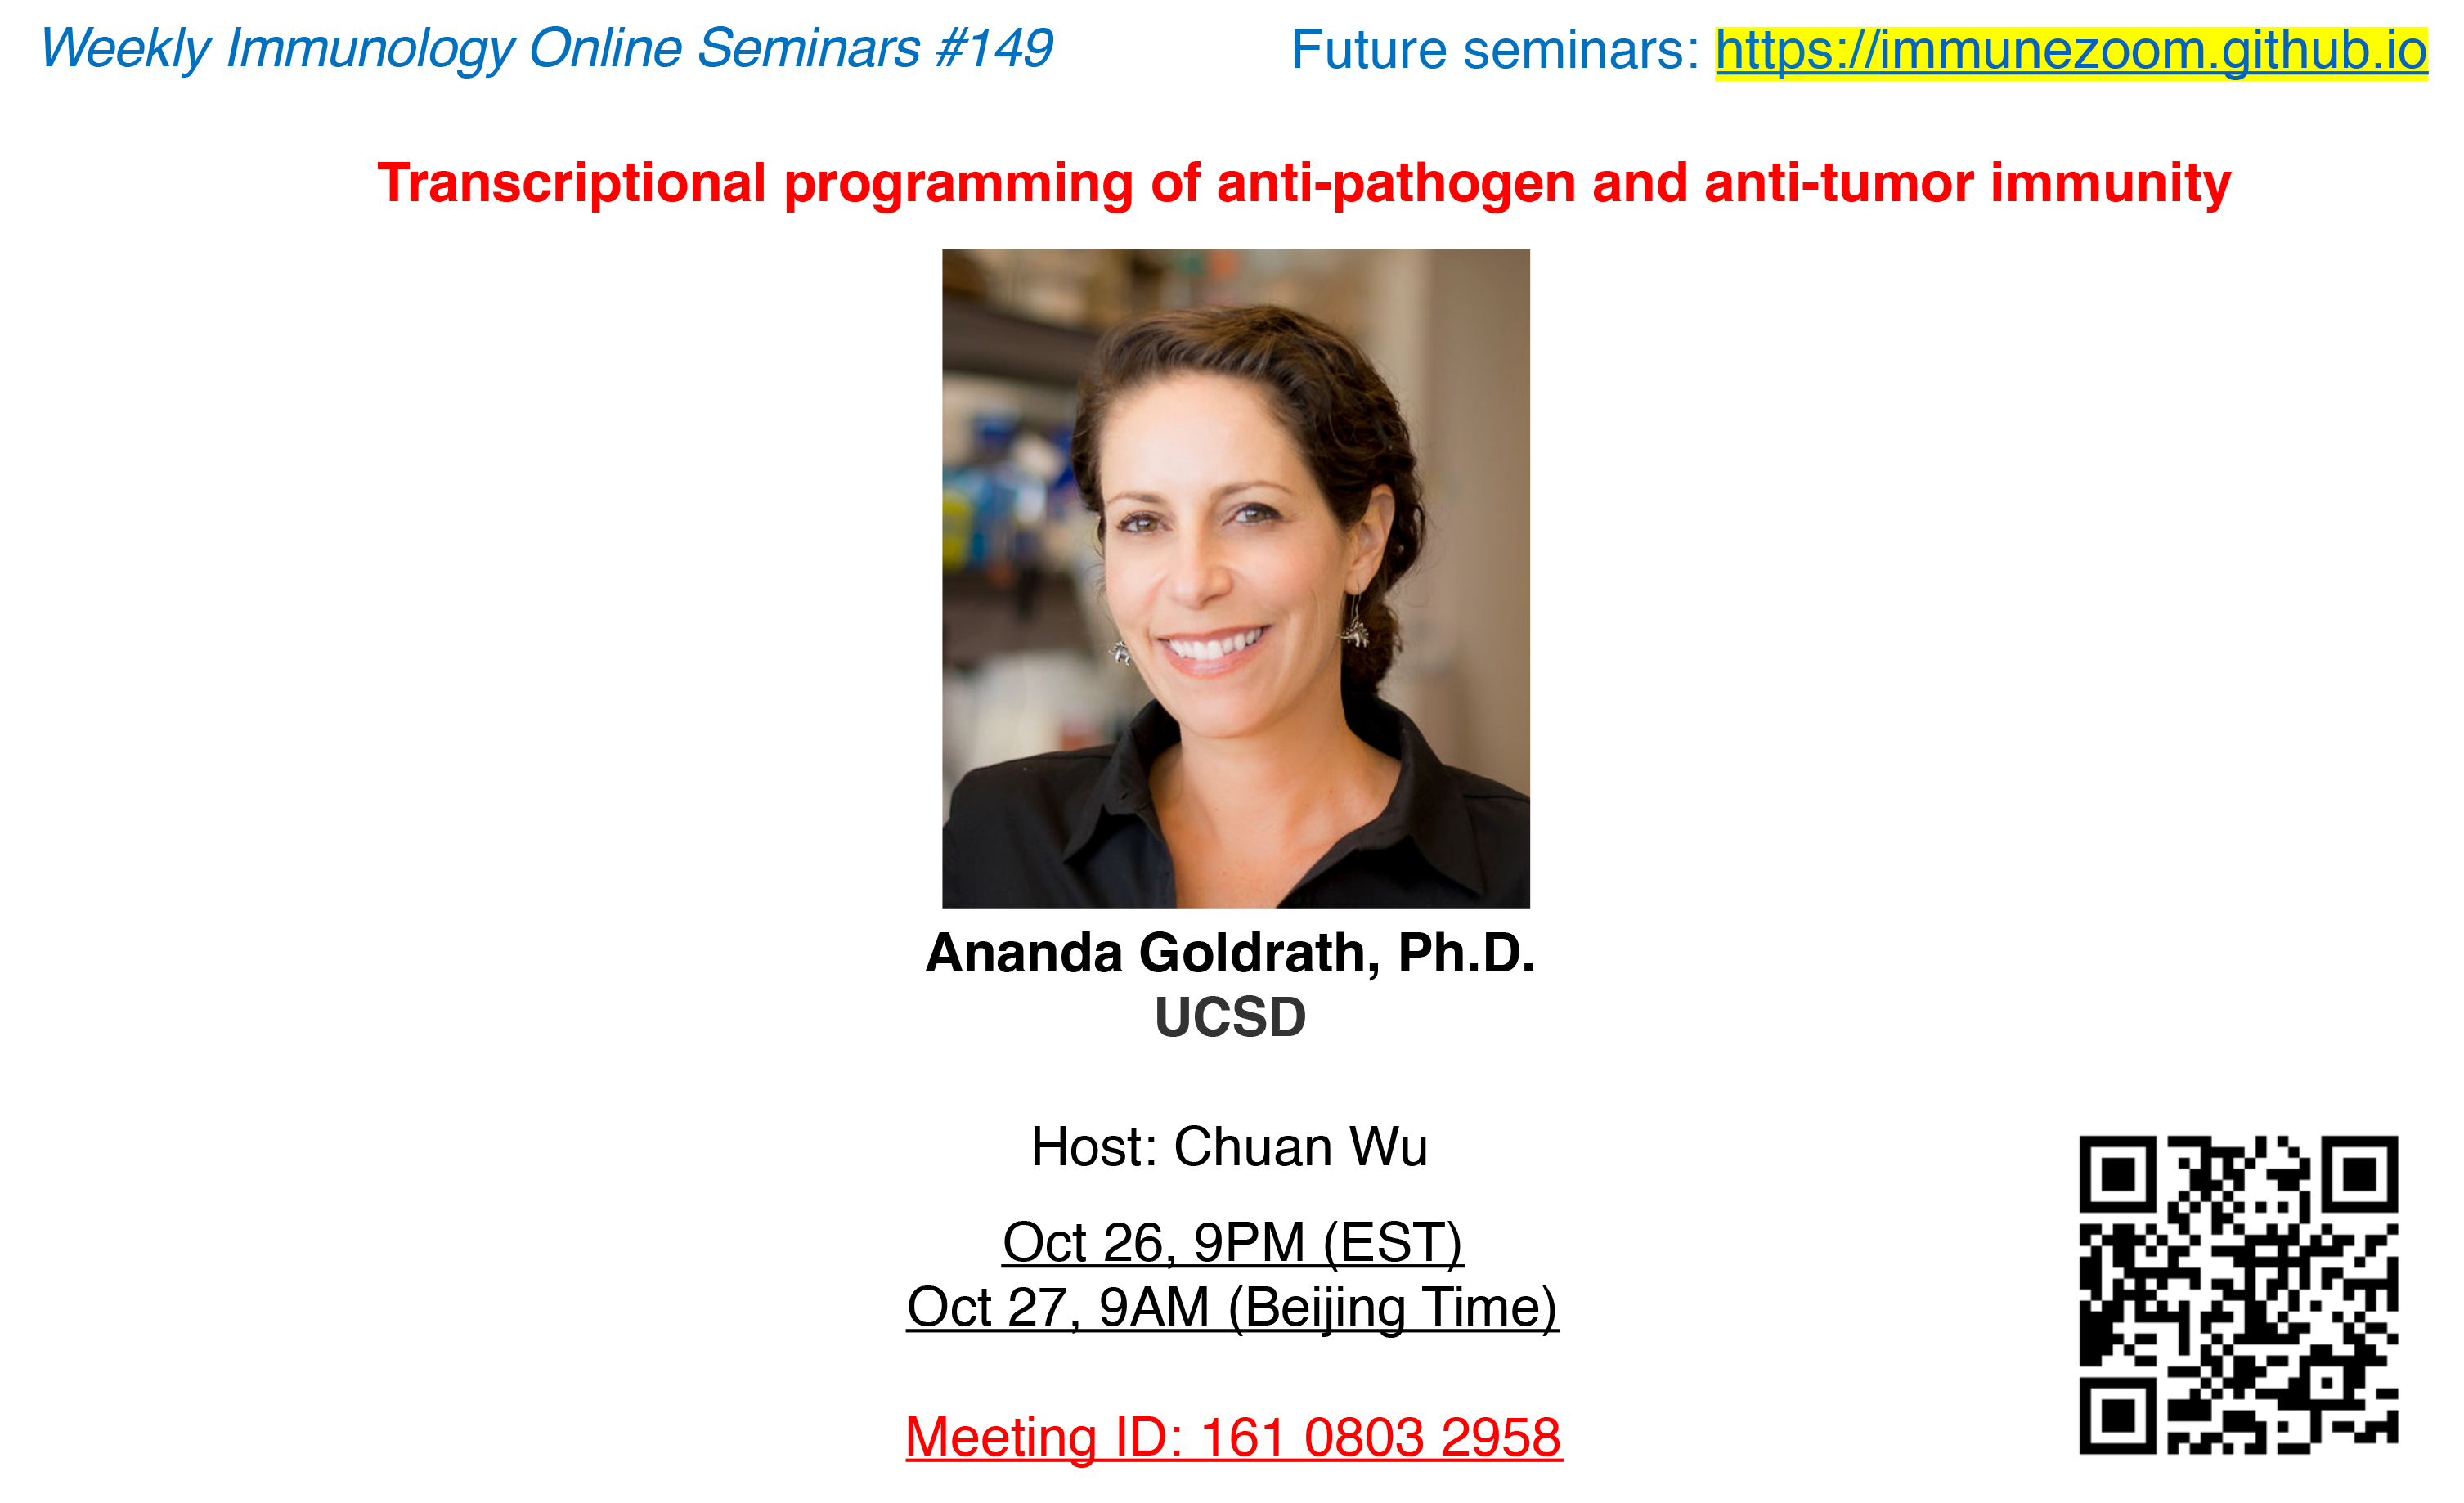 Weekly Immunology Online Seminars #149
Future seminars: https://immunezoom.github.io
Transcriptional programming of anti-pathogen and anti-tumor immunity
Ananda Goldrath, Ph.D.
UCSD
Host: Chuan Wu
Oct 26, 9PM (EST)
Oct 27, 9AM (Beijing Time)
Meeting ID: 161 0803 2958